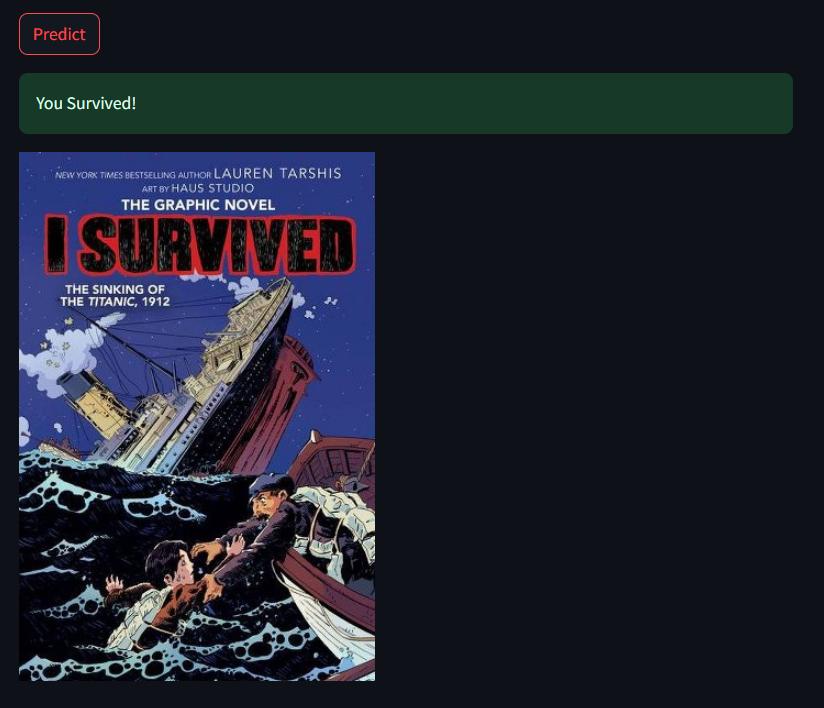 Predict
You Survived!
NEW YORK TIMES BESTSELLING AUTHOR LAUREN TARSHIS
ART BY HAUS STUDIO
THE GRAPHIC NOVEL
I SURVIVED
THE SINKING OF
THE TITANIC, 1912